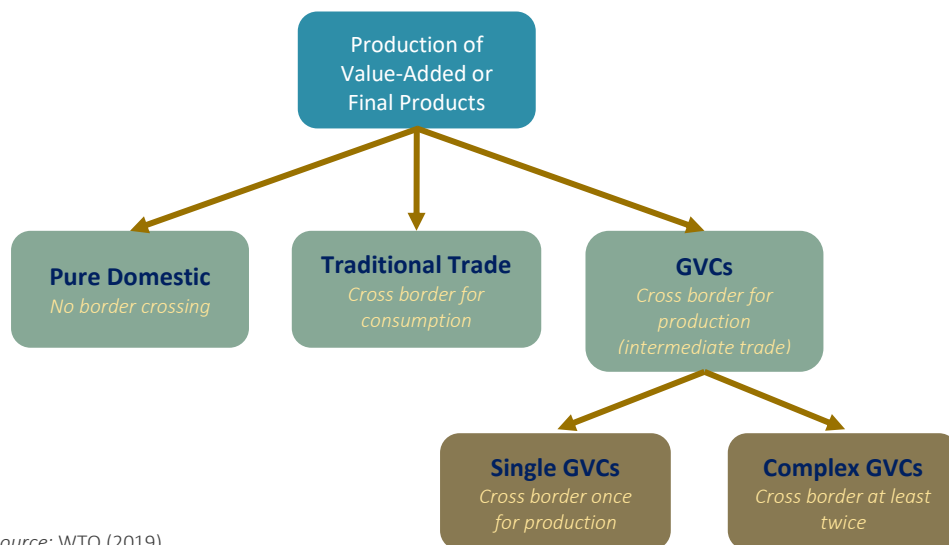 Production of
Value-Added or
Final Products
Pure Domestic
No border crossing
Traditional Trade
Cross border for
consumption
GVCs
Cross border for
production
(intermediate trade)
Single GVCs
Cross border once
for production
Complex GVCs
Cross border at least
twice
ource: WTO (2019)